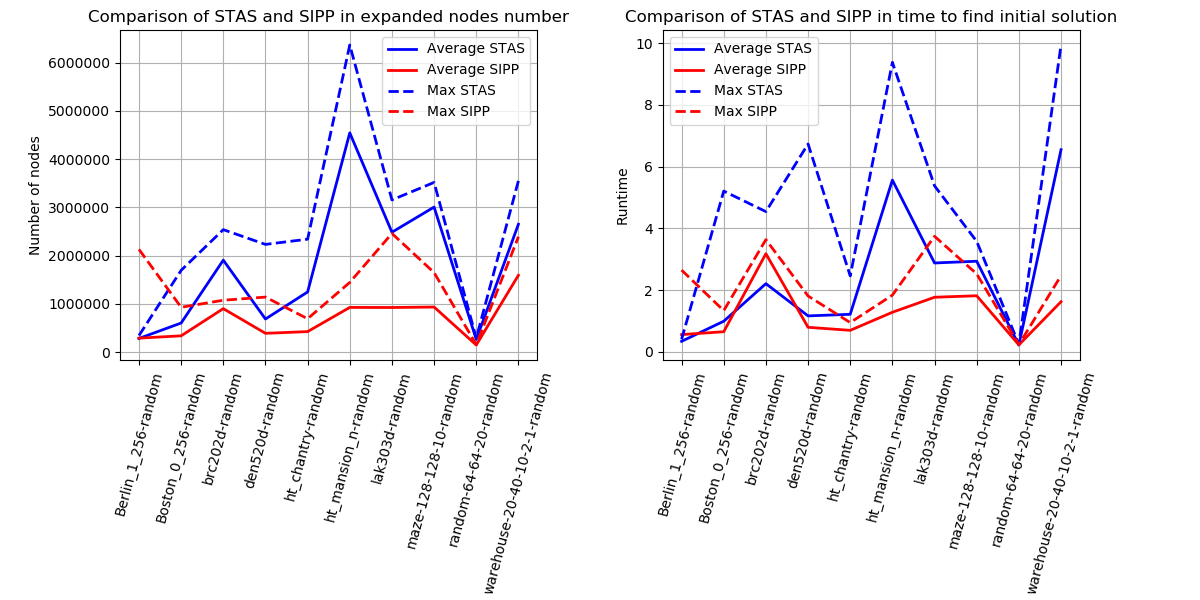 Comparison of STAS and SIPP in expanded nodes number
Number of nodes
6000000
5000000
4000000
3000000
2000000
1000000
0
Average STAS
Average SIPP
Max STAS
Max SIPP
Berlin_1_256-random
Boston_0_256-random
brc202d-random
den520d-random
ht_chantry-random
ht_mansion_n-random
lak303d-random
maze-128-128-10-random
random-64-64-20-random
warehouse-20-40-10-2-1-random
Comparison of STAS and SIPP in time to find initial solution
Runtime
10
8
6
4
2
0
Average STAS
Average SIPP
Max STAS
Max SIPP
Berlin_1_256-random
Boston_0_256-random
brc202d-random
den520d-random
ht_chantry-random
ht_mansion_n-random
lak303d-random
maze-128-128-10-random
random-64-64-20-random
warehouse-20-40-10-2-1-random